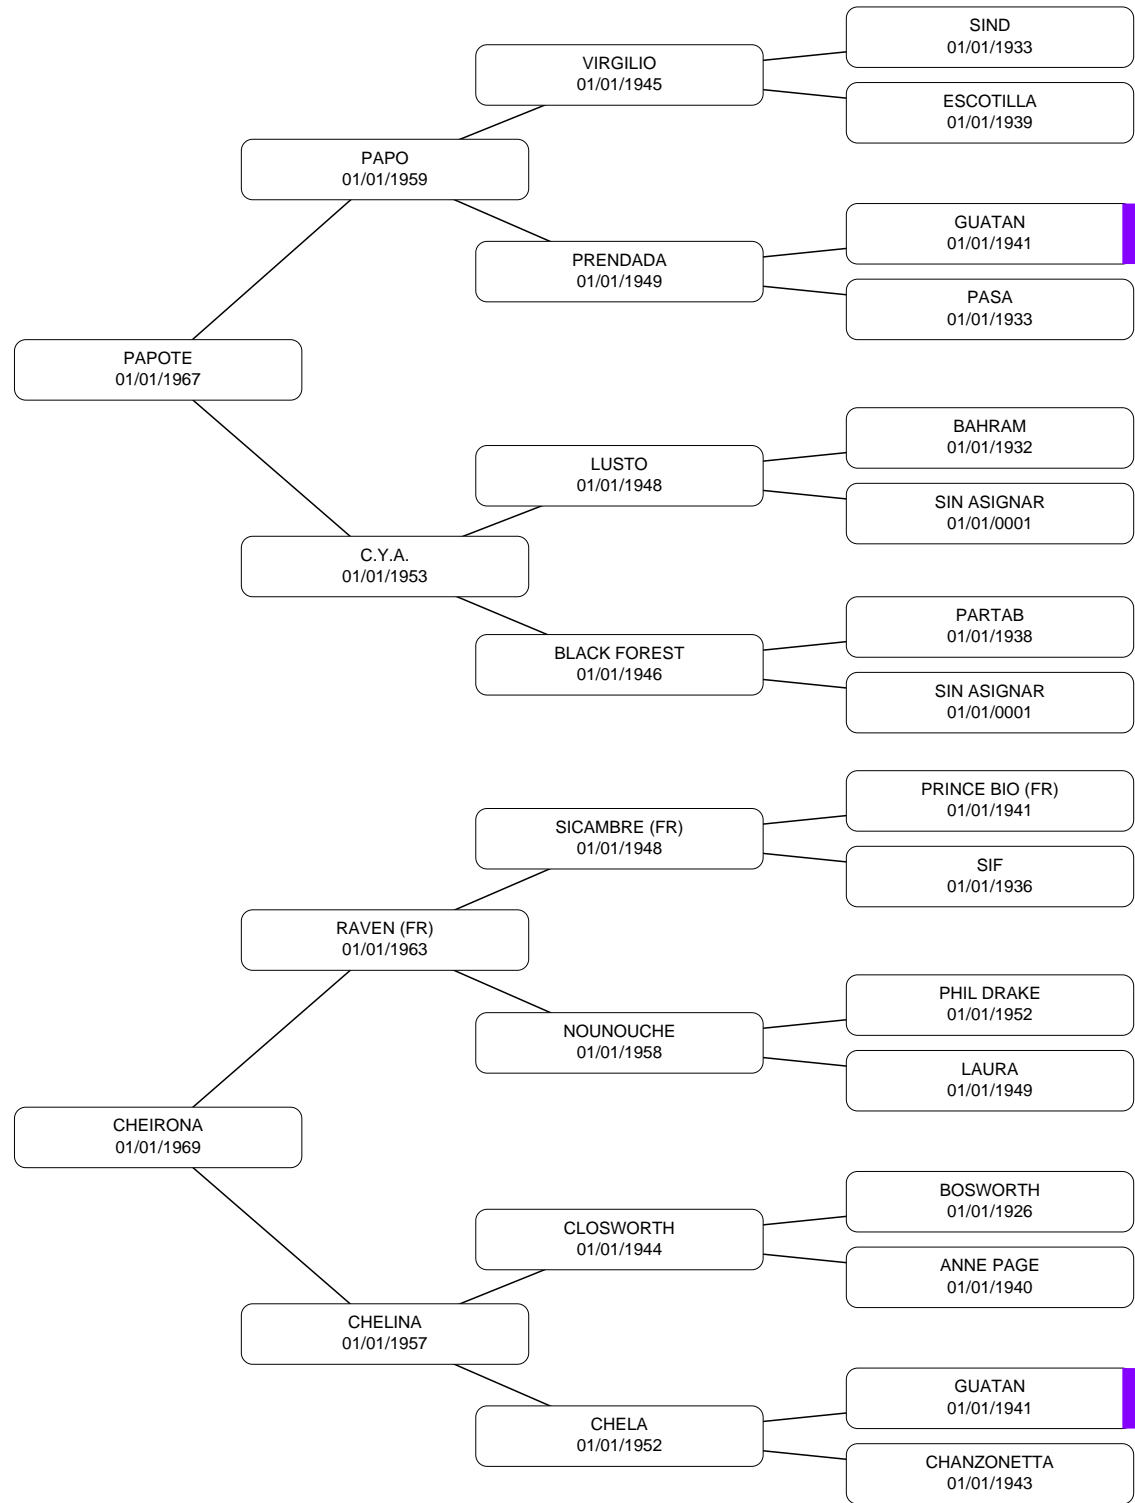 SIND
01/01/1933
VIRGILIO
01/01/1945
ESCOTILLA
01/01/1939
PAPO
01/01/1959
GUATAN
01/01/1941
PRENDADA
01/01/1949
PASA
01/01/1933
PAPOTE
01/01/1967
BAHRAM
01/01/1932
LUSTO
01/01/1948
SIN ASIGNAR
01/01/0001
C.Y.A.
01/01/1953
PARTAB
01/01/1938
BLACK FOREST
01/01/1946
SIN ASIGNAR
01/01/0001
PRINCE BIO (FR)
01/01/1941
SICAMBRE (FR)
01/01/1948
SIF
01/01/1936
RAVEN (FR)
01/01/1963
PHIL DRAKE
01/01/1952
NOUNOUCHE
01/01/1958
LAURA
01/01/1949
CHEIRONA
01/01/1969
BOSWORTH
01/01/1926
CLOSWORTH
01/01/1944
ANNE PAGE
01/01/1940
CHELINA
01/01/1957
GUATAN
01/01/1941
CHELA
01/01/1952
CHANZONETTA
01/01/1943